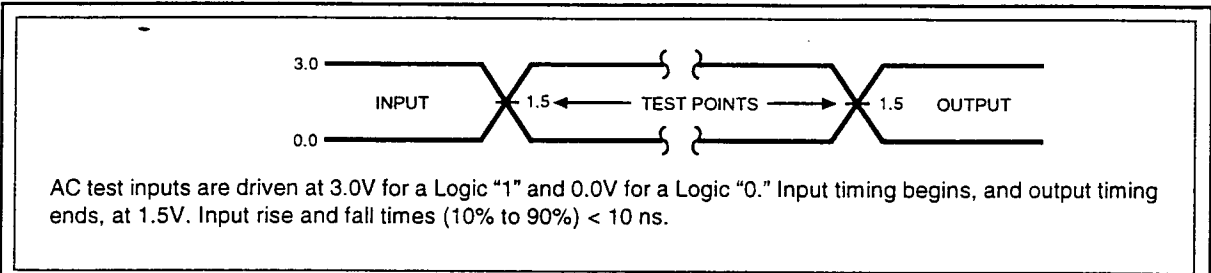 3.0
INPUT 1.5 TEST POINTS 1.5 OUTPUT
0.0
AC test inputs are driven at 3.0V for a Logic “1” and 0.0V for a Logic “0.” Input timing begins, and output timing
ends, at 1.5V. Input rise and fall times (10% to 90%) < 10 ns.